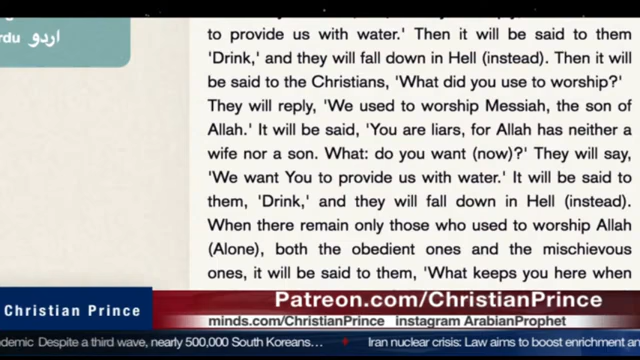 to provide us with water.' Then it will be said to them
اردو
'Drink,' and they will fall down in Hell (instead). Then it will
be said to the Christians, 'What did you use to worship?'
They will reply, 'We used to worship Messiah, the son of
Allah.' It will be said, 'You are liars, for Allah has neither a
wife nor a son. What: do you want (now)?' They will say,
'We want You to provide us with water.' It will be said to
them, 'Drink,' and they will fall down in Hell (instead).
When there remain only those who used to worship Allah
(Alone), both the obedient ones and the mischievous
ones, it will be said to them, 'What keeps you here when
Christian Prince
Patreon.com/ChristianPrince
minds.com/ChristianPrince instagram ArabianProphet
demic Despite a third wave, nearly 500,000 South Koreans... Iran nuclear crisis: Law aims to boost enrichment an